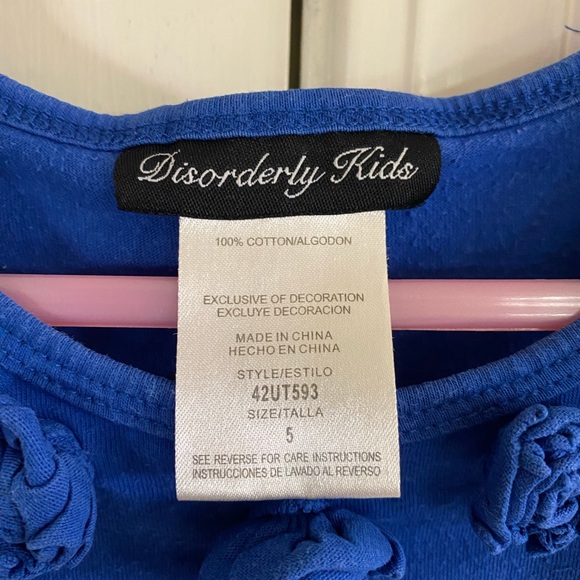 Disorderly Kids
100% COTTON/ALGODON
EXCLUSIVE OF DECORATION
EXCLUYE DECORACION
MADE IN CHINA
HECHO EN CHINA
STYLE/ESTILO
42UT593
SIZE/TALLA
5
SEE REVERSE FOR CARE INSTRUCTIONS
INSTRUCCIONES DE LAVADO AL REVERSO